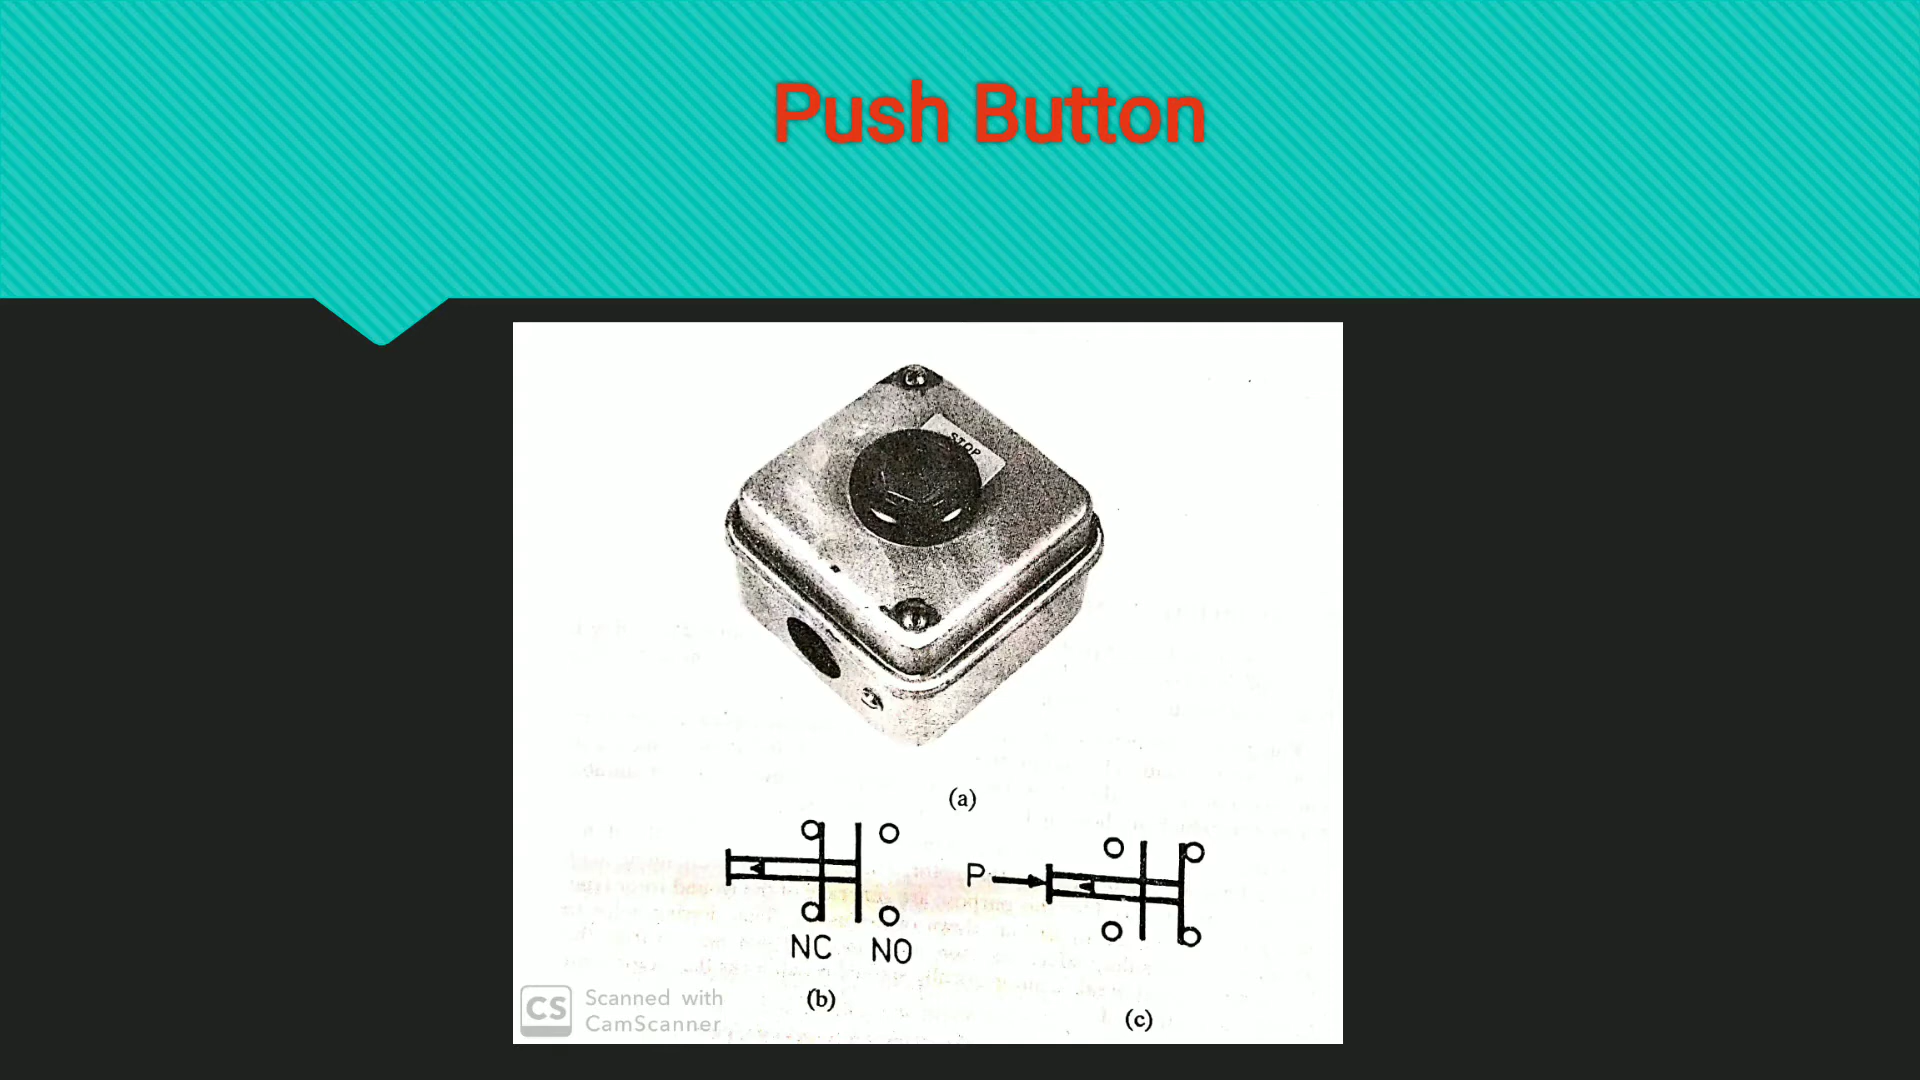 Push Button
STOP
(a)
P
NC NO
(b)
(c)
CS Scanned with
CamScanner